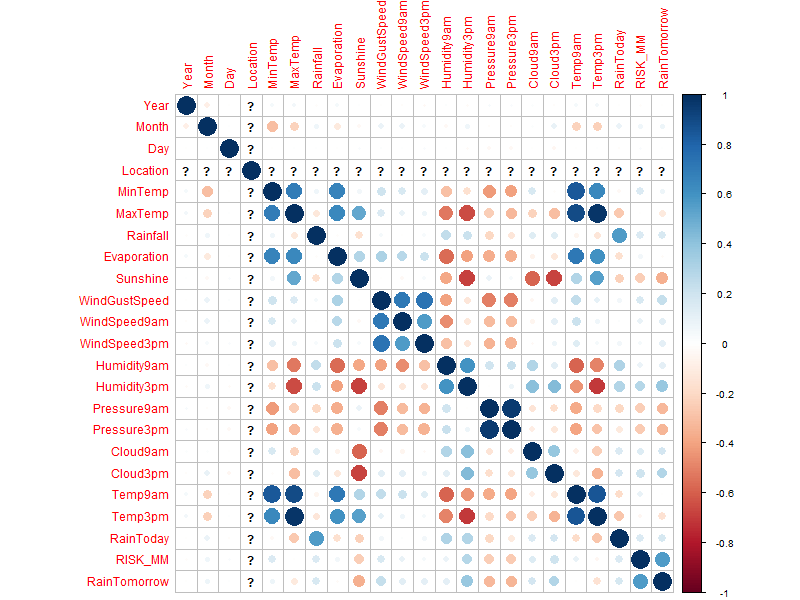 Year
Month
Day
Location
MinTemp
MaxTemp
Rainfall
Evaporation
Sunshine
WindGustSpeed
WindSpeed9am
WindSpeed3pm
Humidity9am
Humidity3pm
Pressure9am
Pressure3pm
Cloud9am
Cloud3pm
Temp9am
Temp3pm
RainToday
RISK_MM
RainTomorrow
Year ?
Month ?
Day ?
Location ? ? ? ? ? ? ? ? ? ? ? ? ? ? ? ? ? ? ? ? ? ?
MinTemp ?
MaxTemp ?
Rainfall ?
Evaporation ?
Sunshine ?
WindGustSpeed ?
WindSpeed9am ?
WindSpeed3pm ?
Humidity9am ?
Humidity3pm ?
Pressure9am ?
Pressure3pm ?
Cloud9am ?
Cloud3pm ?
Temp9am ?
Temp3pm ?
RainToday ?
RISK_MM ?
RainTomorrow ?
1
0.8
0.6
0.4
0.2
0
-0.2
-0.4
-0.6
-0.8
-1